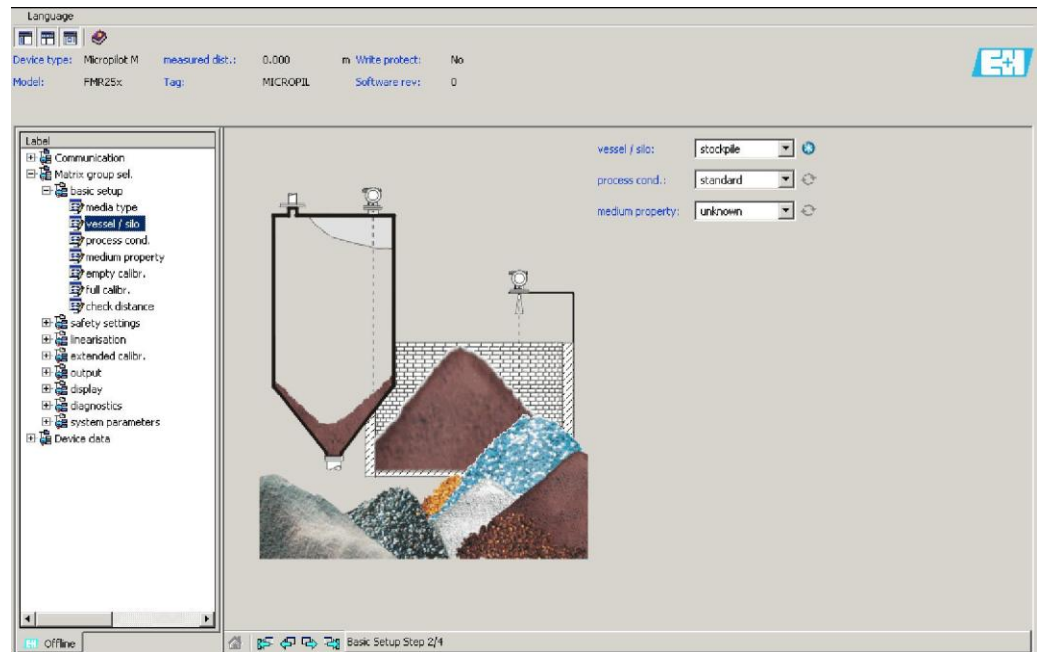 Language
Device type: Micropilot M measured dist.: 0.000 m Write protect: No
Model: FMR25x Tag: MICROPIL Software rev: 0
E+H
Label
Communication
Matrix group sel.
basic setup
media type
vessel / silo
process cond.
medium property
empty calibr.
full calibr.
check distance
safety settings
linearisation
extended calibr.
output
display
diagnostics
system parameters
Device data
vessel / silo: stockpile
process cond.: standard
medium property: unknown
Offline
Basic Setup Step 2/4